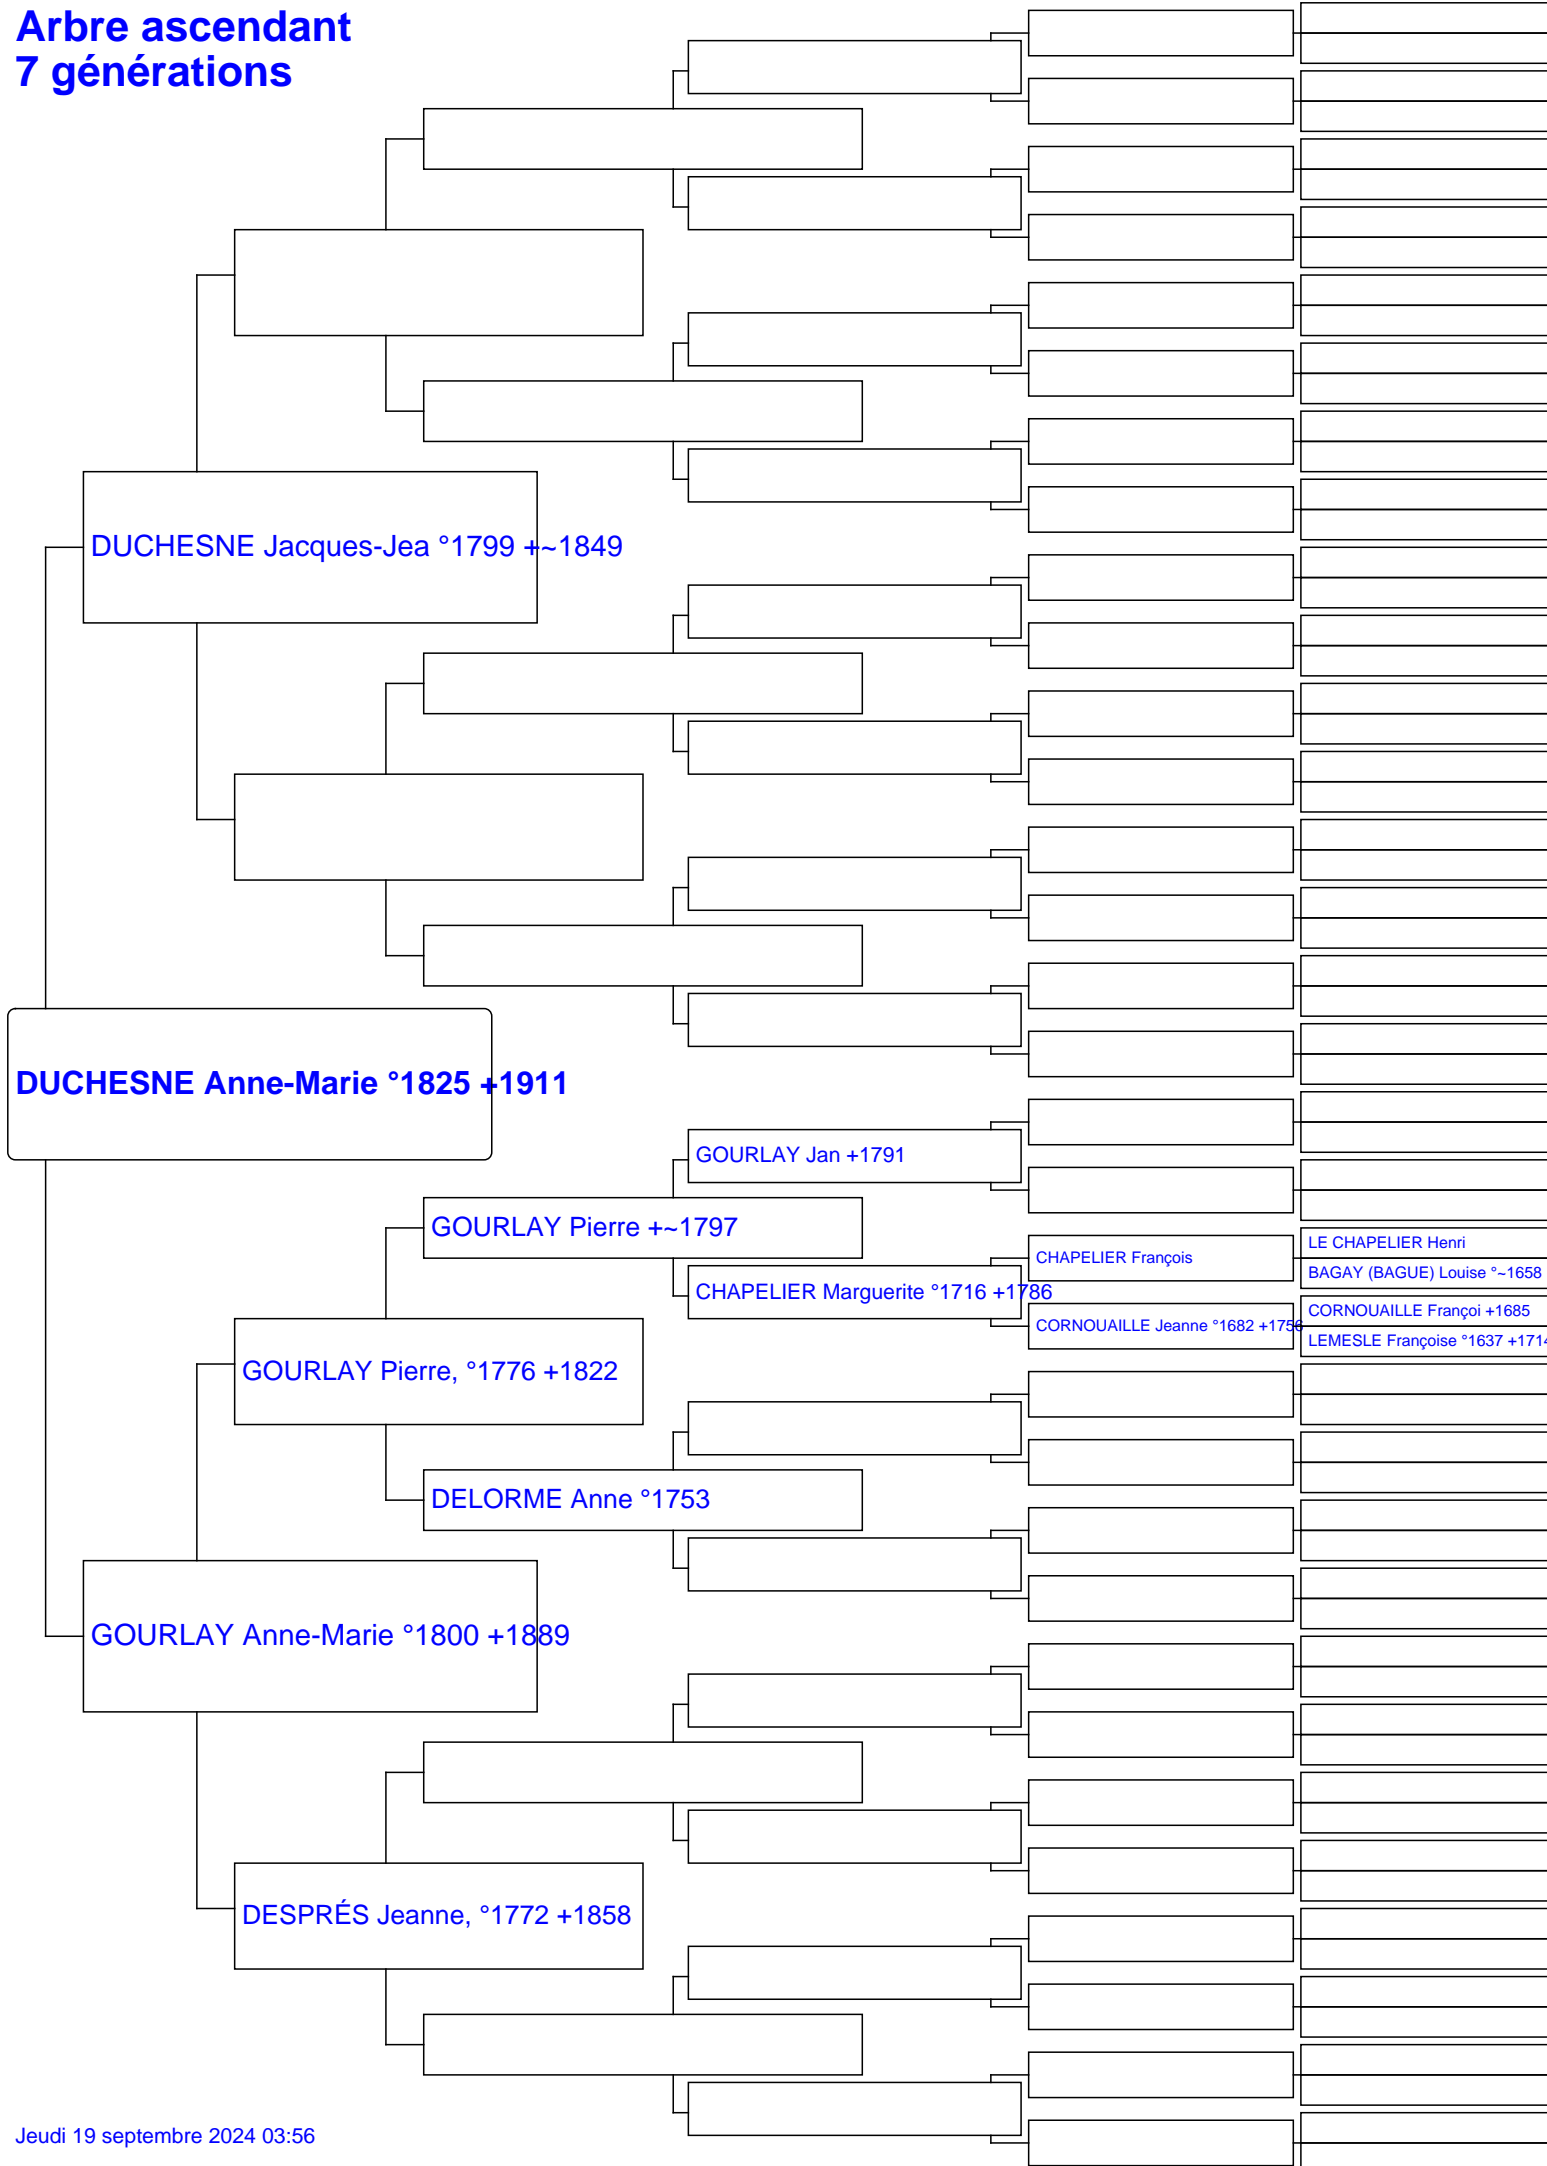 Arbre ascendant
7 générations
DUCHESNE Jacques-Jea °1799 +~1849
DUCHESNE Anne-Marie °1825 +1911
GOURLAY Jan +1791
GOURLAY Pierre +~1797
CHAPELIER François
LE CHAPELIER Henri
BAGAY (BAGUE) Louise °~1658
CHAPELIER Marguerite °1716 +1786
CORNOUAILLE Jeanne °1682 +1756
CORNOUAILLE Françoi +1685
LEMESLE Françoise °1637 +1714
GOURLAY Pierre, °1776 +1822
DELORME Anne °1753
GOURLAY Anne-Marie °1800 +1889
DESPRÉS Jeanne, °1772 +1858
Jeudi 19 septembre 2024 03:56